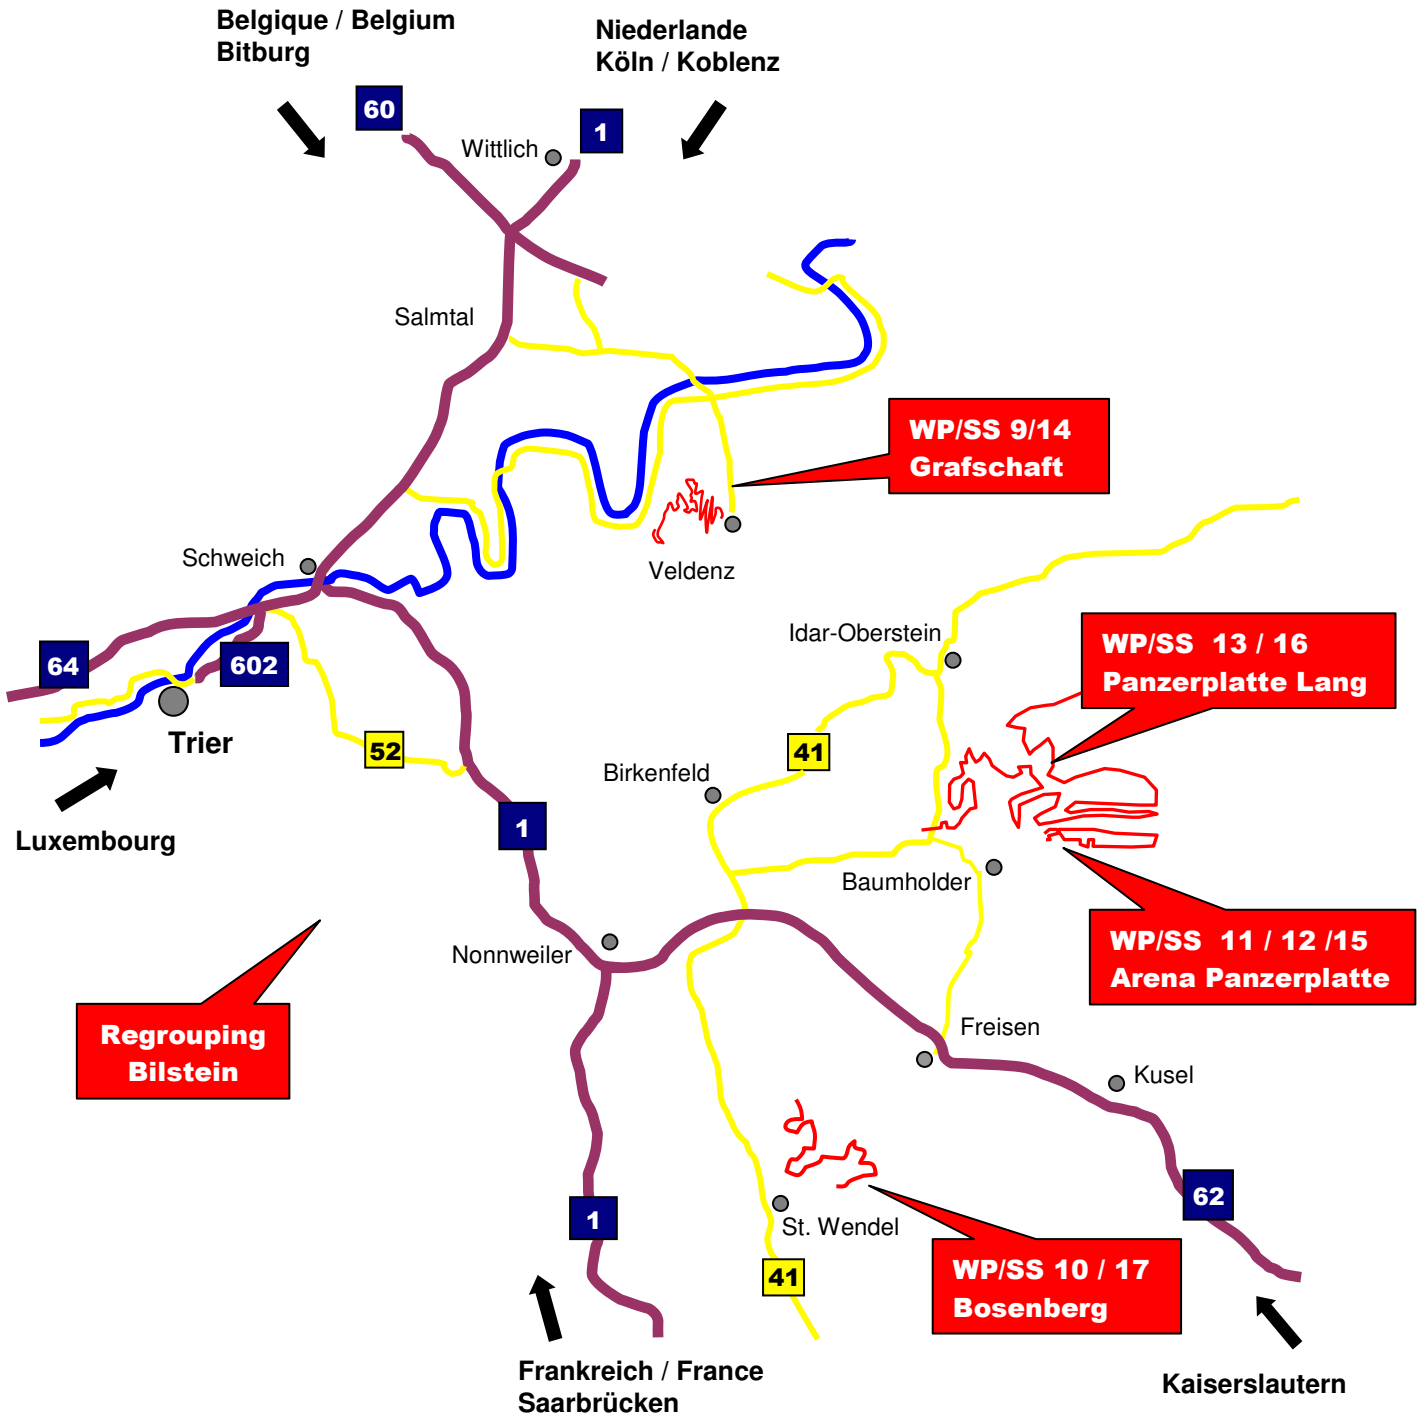 Belgique / Belgium
Bitburg
Niederlande
Köln / Koblenz
60
1
Wittlich
Salmtal
WP/SS 9/14
Grafschaft
Schweich
Veldenz
64
602
Trier
Idar-Oberstein
WP/SS  13 / 16
Panzerplatte Lang
52
41
Birkenfeld
Luxembourg
1
Baumholder
WP/SS  11 / 12 /15
Arena Panzerplatte
Nonnweiler
Regrouping
Bilstein
Freisen
Kusel
62
1
St. Wendel
41
WP/SS 10 / 17
Bosenberg
Frankreich / France
Saarbrücken
Kaiserslautern